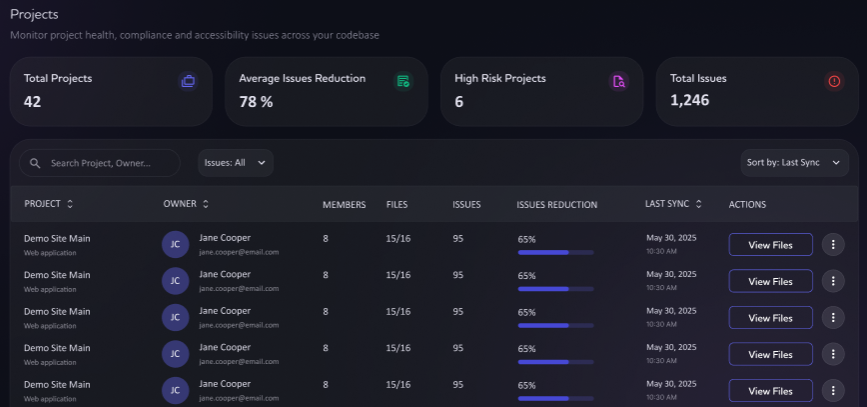 Projects
Monitor project health, compliance and accessibility issues across your codebase
Total Projects
42
Average Issues Reduction
78 %
High Risk Projects
6
Total Issues
1,246
Search Project, Owner...
Issues: All
Sort by: Last Sync
PROJECT OWNER MEMBERS FILES ISSUES ISSUES REDUCTION LAST SYNC ACTIONS
Demo Site Main Jane Cooper 8 15/16 95 65% May 30, 2025 View Files
Web application JC jane.cooper@email.com 10:30 AM
Demo Site Main Jane Cooper 8 15/16 95 65% May 30, 2025 View Files
Web application JC jane.cooper@email.com 10:30 AM
Demo Site Main Jane Cooper 8 15/16 95 65% May 30, 2025 View Files
Web application JC jane.cooper@email.com 10:30 AM
Demo Site Main Jane Cooper 8 15/16 95 65% May 30, 2025 View Files
Web application JC jane.cooper@email.com 10:30 AM
Demo Site Main Jane Cooper 8 15/16 95 65% May 30, 2025 View Files
Web application JC jane.cooper@email.com 10:30 AM